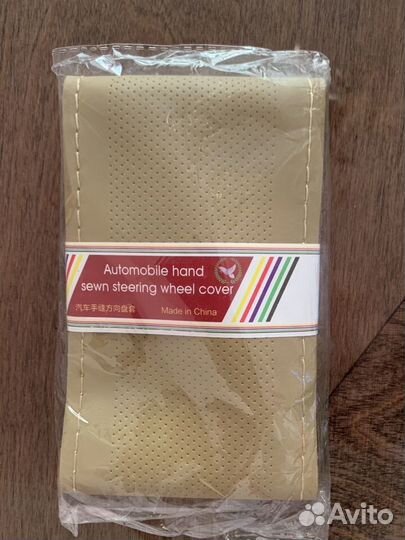 Automobile hand
sewn steering wheel cover
汽车手缝方向盘套 Made in China
Avito